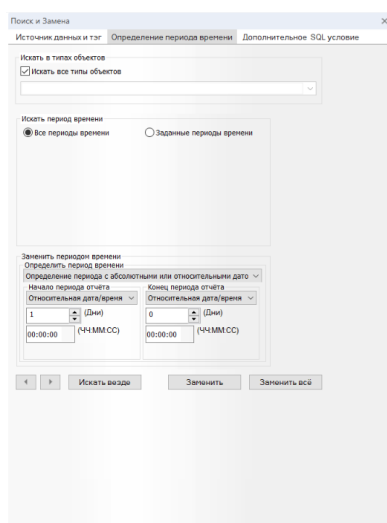 Поиск и Замена
Источник данных и тэг Определение периода времени Дополнительное SQL условие
Искать в типах объектов
Искать все типы объектов
Искать период времени
Все периоды времени Заданные периоды времени
Заменить периодом времени
Определить период времени
Определение периода с абсолютными или относительными дато
Начало периода отчёта Конец периода отчёта
Относительная дата/время Относительная дата/время
1 (Дни) 0 (Дни)
00:00:00 (ЧЧ:ММ:СС) 00:00:00 (ЧЧ:ММ:СС)
Искать везде Заменить Заменить всё